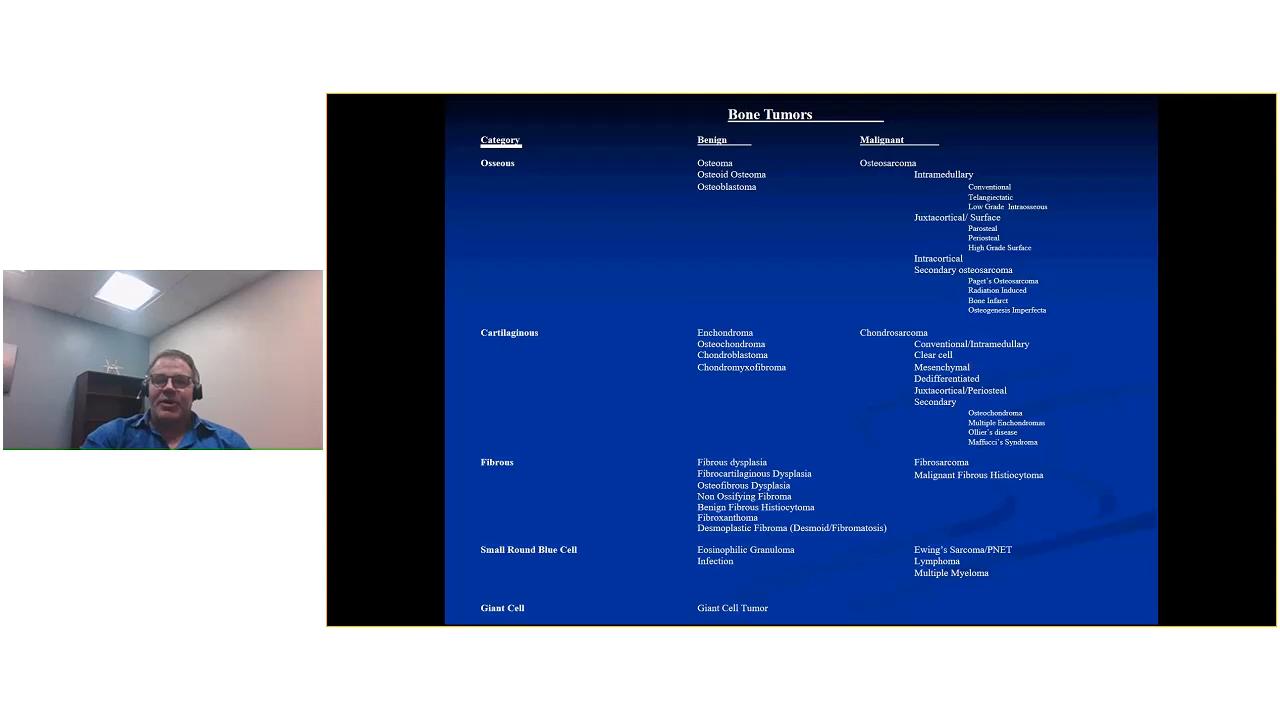 Bone Tumors
Category Benign Malignant
Osseous Osteoma Osteosarcoma
Osteoid Osteoma Intramedullary
Osteoblastoma Conventional
Telangiectatic
Low Grade Intraosseous
Juxtacortical/ Surface
Parosteal
Periosteal
High Grade Surface
Intracortical
Secondary osteosarcoma
Paget's Osteosarcoma
Radiation Induced
Bone Infarct
Osteogenesis Imperfecta
Cartilaginous Enchondroma Chondrosarcoma
Osteochondroma Conventional/Intramedullary
Chondroblastoma Clear cell
Chondromyxofibroma Mesenchymal
Dedifferentiated
Juxtacortical/Periosteal
Secondary
Osteochondroma
Multiple Enchondromas
Ollier's disease
Maffucci's Syndroma
Fibrous Fibrous dysplasia Fibrosarcoma
Fibrocartilaginous Dysplasia Malignant Fibrous Histiocytoma
Osteofibrous Dysplasia
Non Ossifying Fibroma
Benign Fibrous Histiocytoma
Fibroxanthoma
Desmoplastic Fibroma (Desmoid/Fibromatosis)
Small Round Blue Cell Eosinophilic Granuloma Ewing's Sarcoma/PNET
Infection Lymphoma
Multiple Myeloma
Giant Cell Giant Cell Tumor